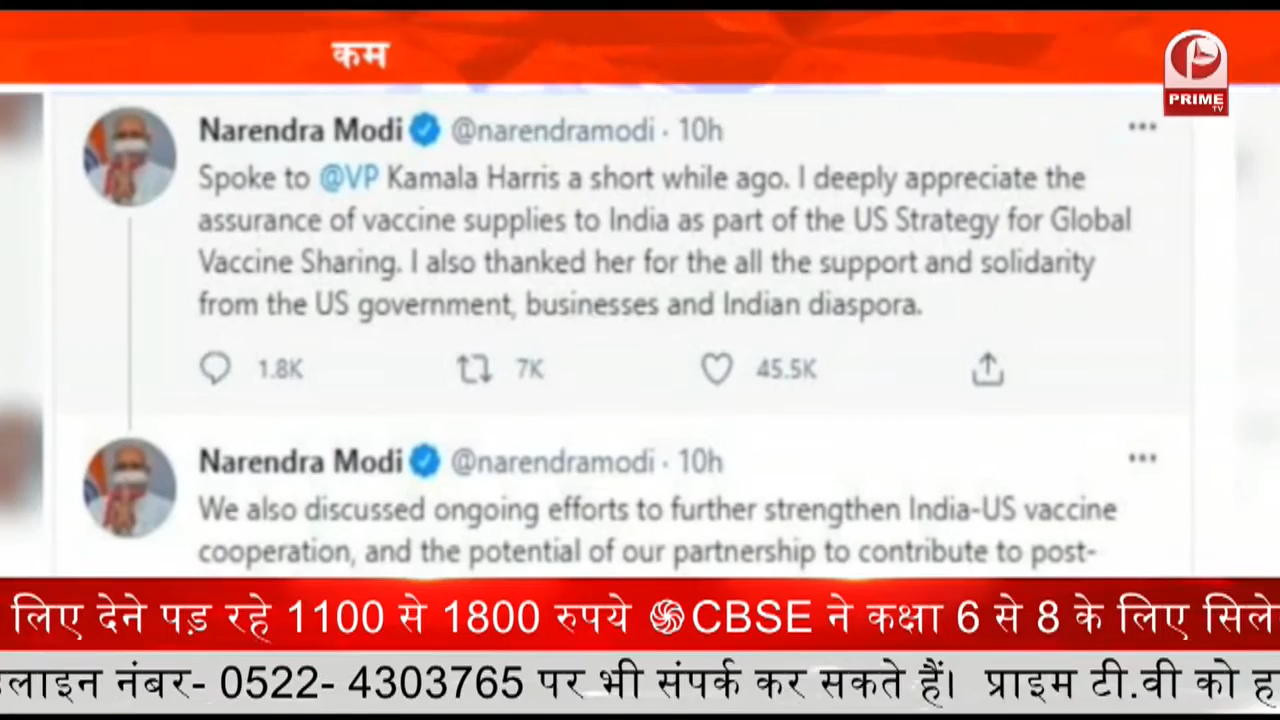 कम
PRIME
TV
Narendra Modi @narendramodi · 10h
Spoke to @VP Kamala Harris a short while ago. I deeply appreciate the
assurance of vaccine supplies to India as part of the US Strategy for Global
Vaccine Sharing. I also thanked her for the all the support and solidarity
from the US government, businesses and Indian diaspora.
1.8K 7K 45.5K
Narendra Modi @narendramodi · 10h
We also discussed ongoing efforts to further strengthen India-US vaccine
cooperation, and the potential of our partnership to contribute to post-
लिए देने पड़ रहे 1100 से 1800 रुपये CBSE ने कक्षा 6 से 8 के लिए सिले
लाइन नंबर- 0522- 4303765 पर भी संपर्क कर सकते हैं। प्राइम टी.वी को ह